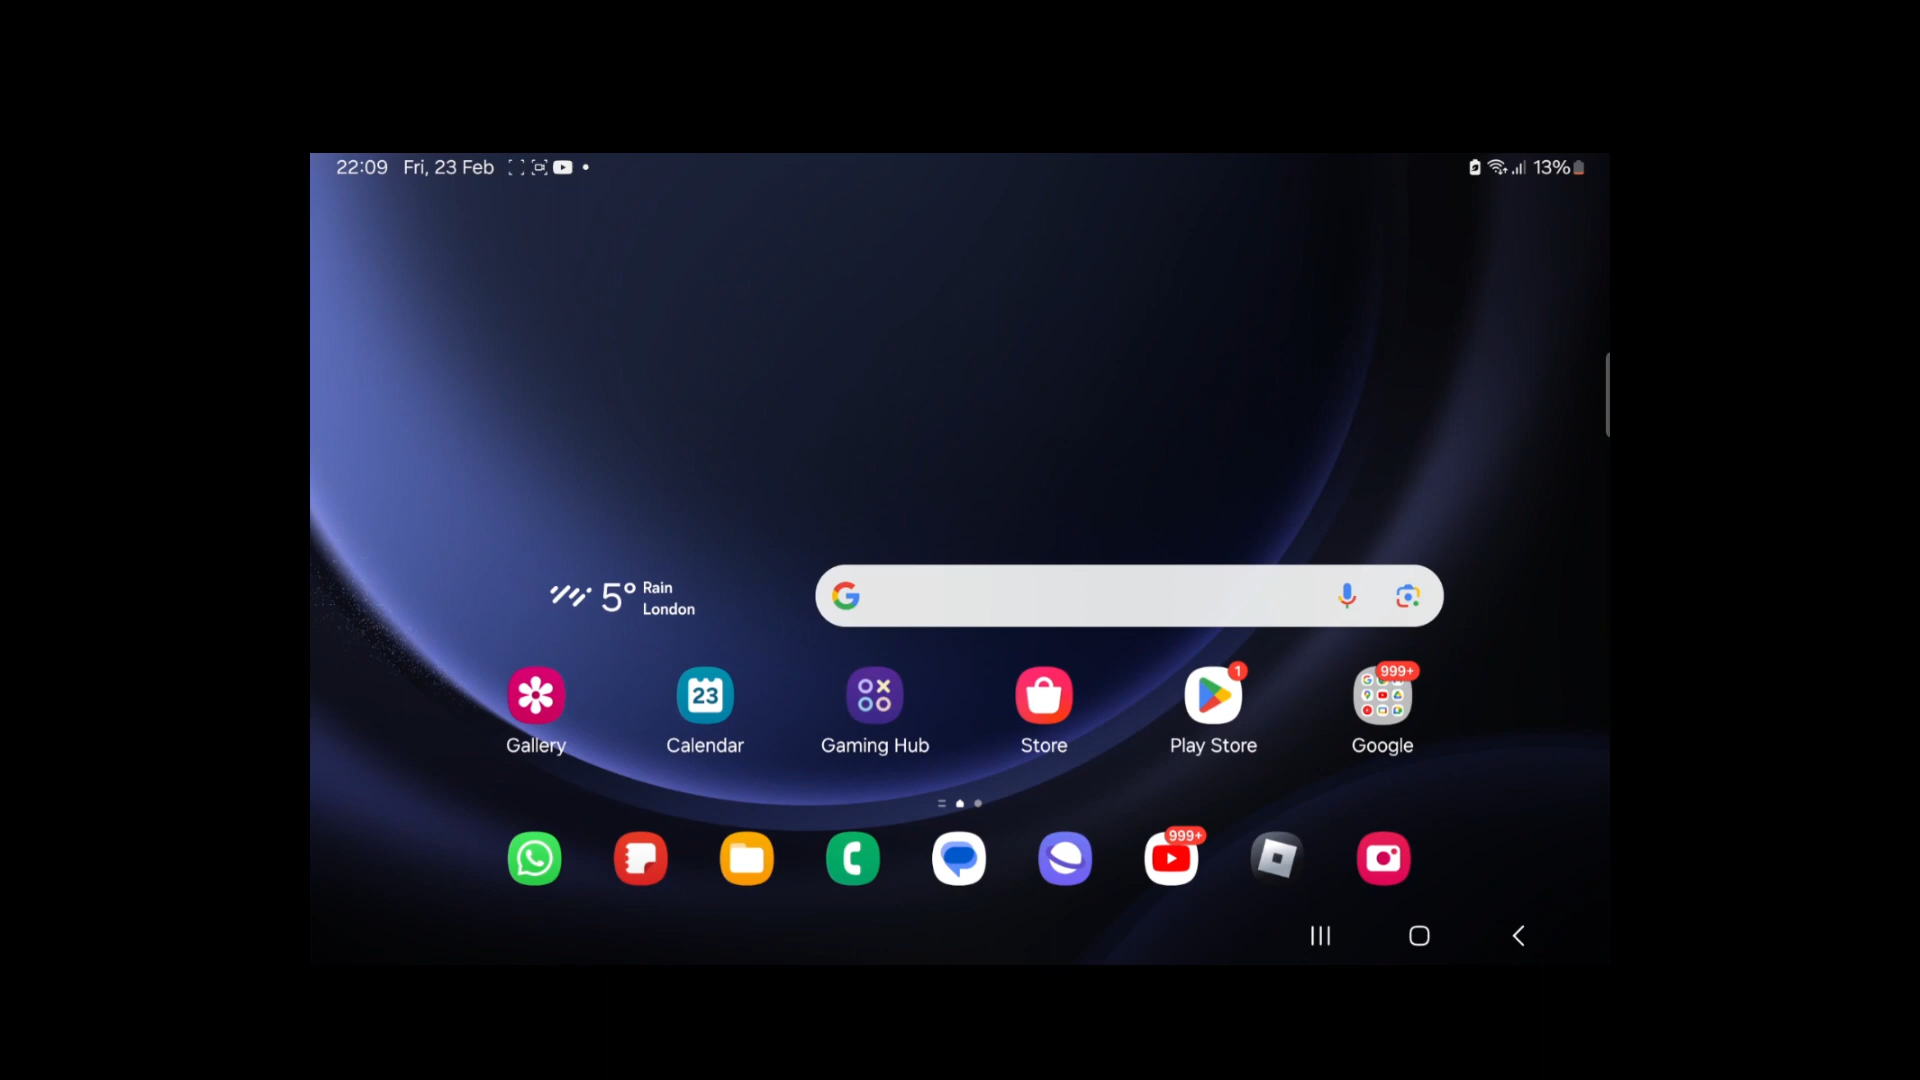 22:09 Fri, 23 Feb
13%
5° Rain
London
1
999+
23
Gallery
Calendar
Gaming Hub
Store
Play Store
Google
999+